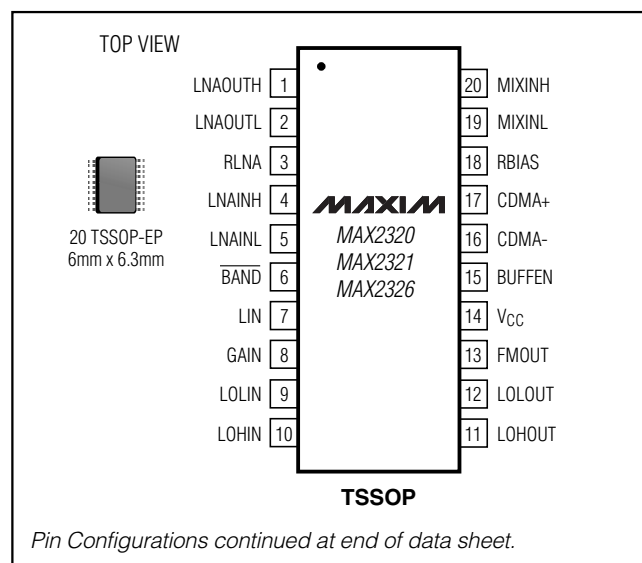 TOP VIEW
LNAOUTH 1
LNAOUTL 2
RLNA 3
LNAINH 4
LNAINL 5
BAND 6
LIN 7
GAIN 8
LOLIN 9
LOHIN 10
20 MIXINH
19 MIXINL
18 RBIAS
17 CDMA+
16 CDMA-
15 BUFFEN
14 VCC
13 FMOUT
12 LOLOUT
11 LOHOUT
MAXIM
MAX2320
MAX2321
MAX2326
20 TSSOP-EP
6mm x 6.3mm
TSSOP
Pin Configurations continued at end of data sheet.